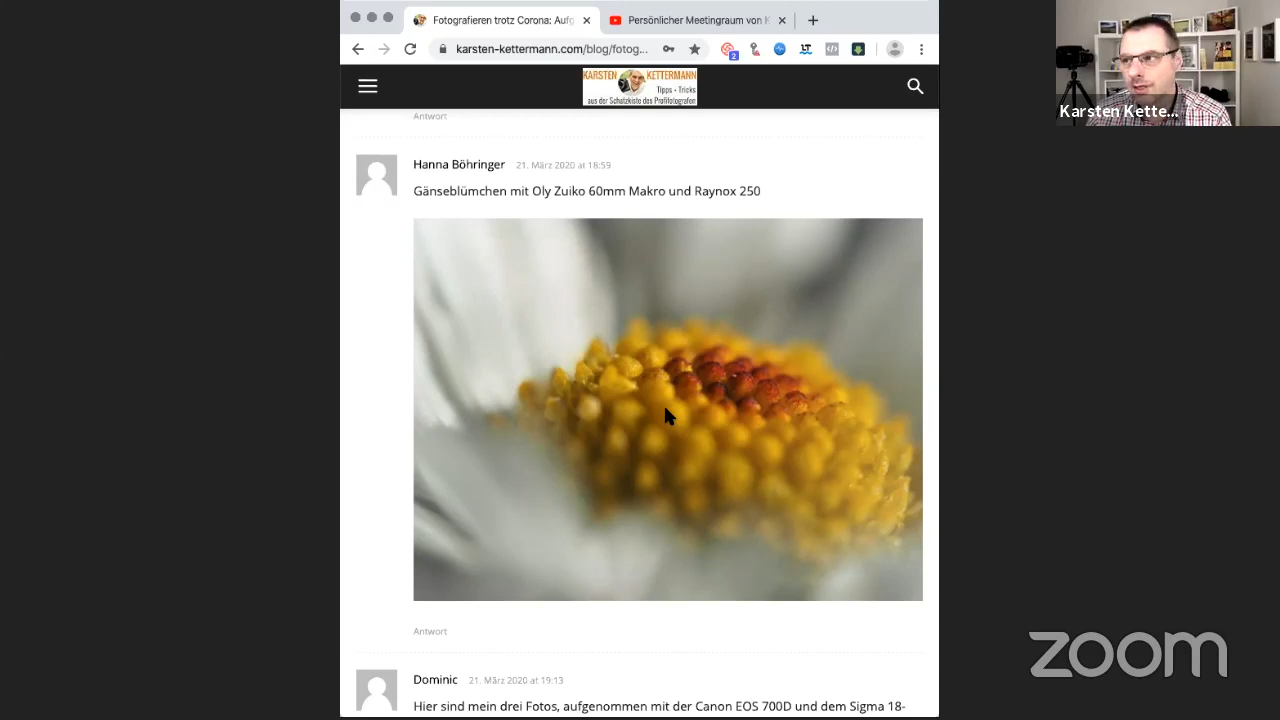 Fotografieren trotz Corona: Aufg
Persönlicher Meetingraum von K
karsten-kettermann.com/blog/fotog...
2
LT
KARSTEN KETTERMANN
Tipps + Tricks
aus der Schatzkiste des Profifotografen
Karsten Kette...
Antwort
Hanna Böhringer 21. März 2020 at 18:59
Gänseblümchen mit Oly Zuiko 60mm Makro und Raynox 250
Antwort
Dominic 21. März 2020 at 19:13
Hier sind mein drei Fotos, aufgenommen mit der Canon EOS 700D und dem Sigma 18-
zoom